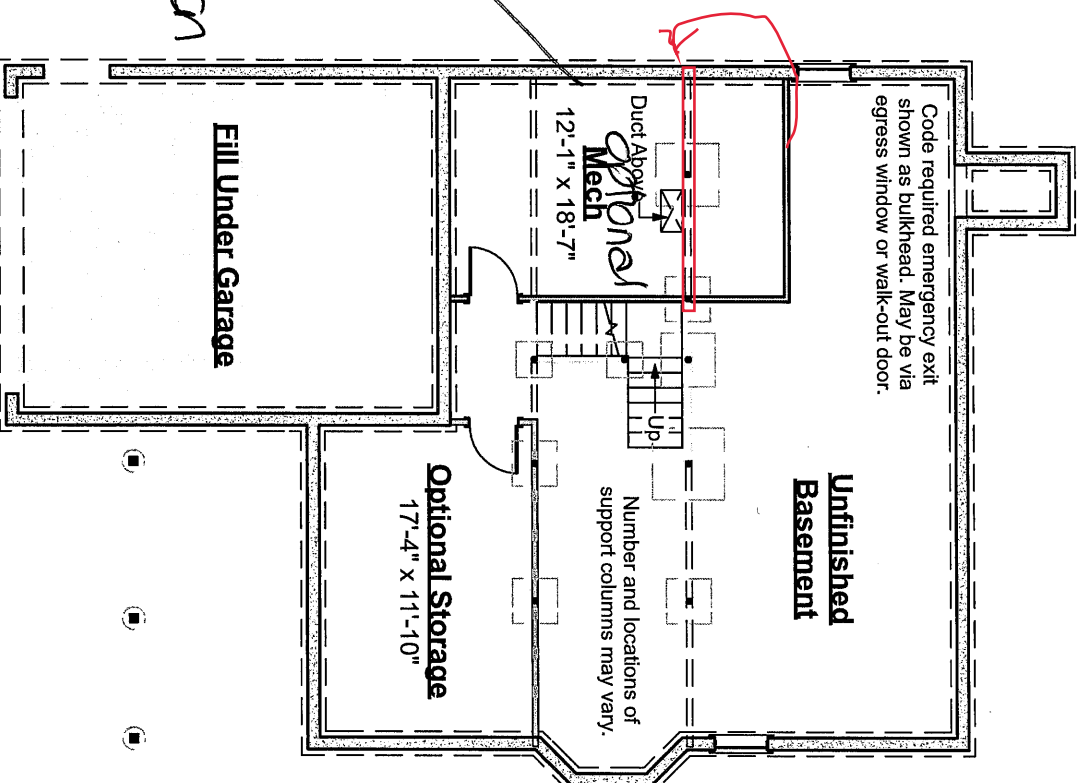 Code required emergency exit
shown as bulkhead. May be via
egress window or walk-out door.
Unfinished
Basement
Duct Above
Mech
12'-1" x 18'-7"
optional
Up
Number and locations of
support columns may vary.
Optional Storage
17'-4" x 11'-10"
Fill Under Garage